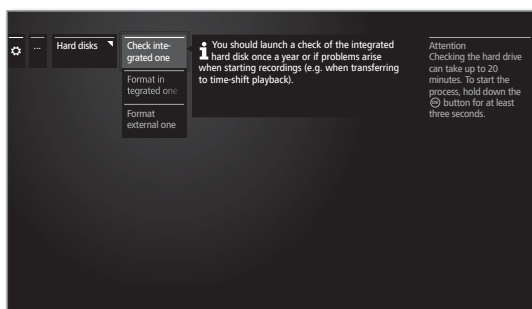 ...
Hard disks
Check inte-
grated one
Format in
tegrated one
Format
external one
i You should launch a check of the integrated
hard disk once a year or if problems arise
when starting recordings (e.g. when transferring
to time-shift playback).
Attention
Checking the hard drive
can take up to 20
minutes. To start the
process, hold down the
OK button for at least
three seconds.